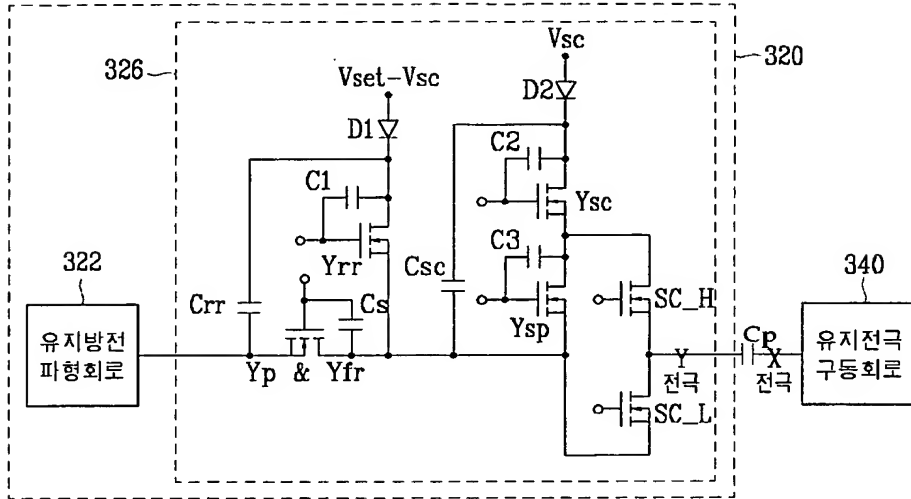 326
320
Vset-Vsc
Vsc
D1
D2
C1
C2
Ysc
Yrr
C3
Csc
322
유지방전
파형회로
Crr
Cs
Ysp
SC_H
340
유지전극
구동회로
Yp & Yfr
Y
전극
Cp
X
전극
SC_L